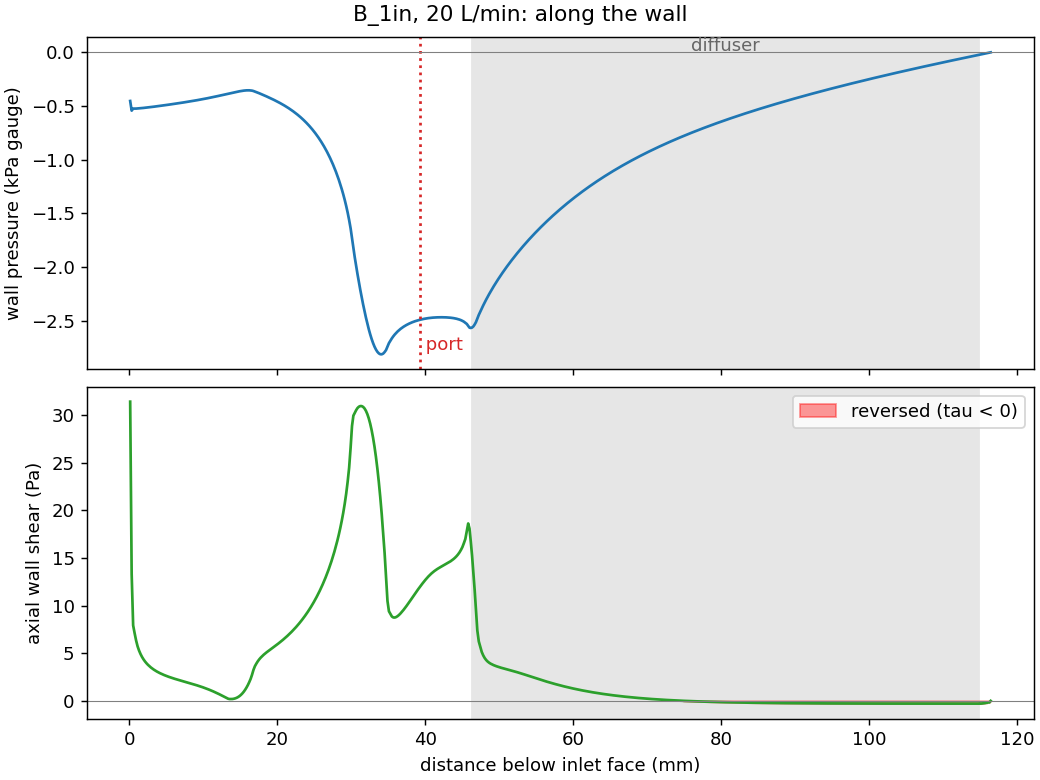 B_1in, 20 L/min: along the wall
diffuser
0.0
−0.5
−1.0
−1.5
−2.0
−2.5
wall pressure (kPa gauge)
port
0
20
40
60
80
100
120
reversed (tau < 0)
30
25
20
15
10
5
0
axial wall shear (Pa)
distance below inlet face (mm)